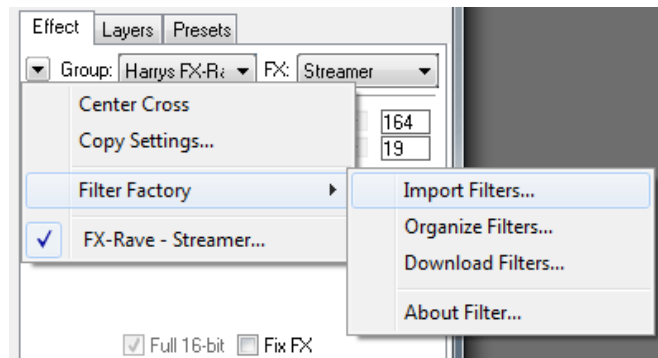 Effect Layers Presets
Group: Harrys FX-Ra FX: Streamer
Center Cross
164
Copy Settings...
19
Filter Factory
Import Filters...
Organize Filters...
FX-Rave - Streamer...
Download Filters...
About Filter...
Full 16-bit Fix FX